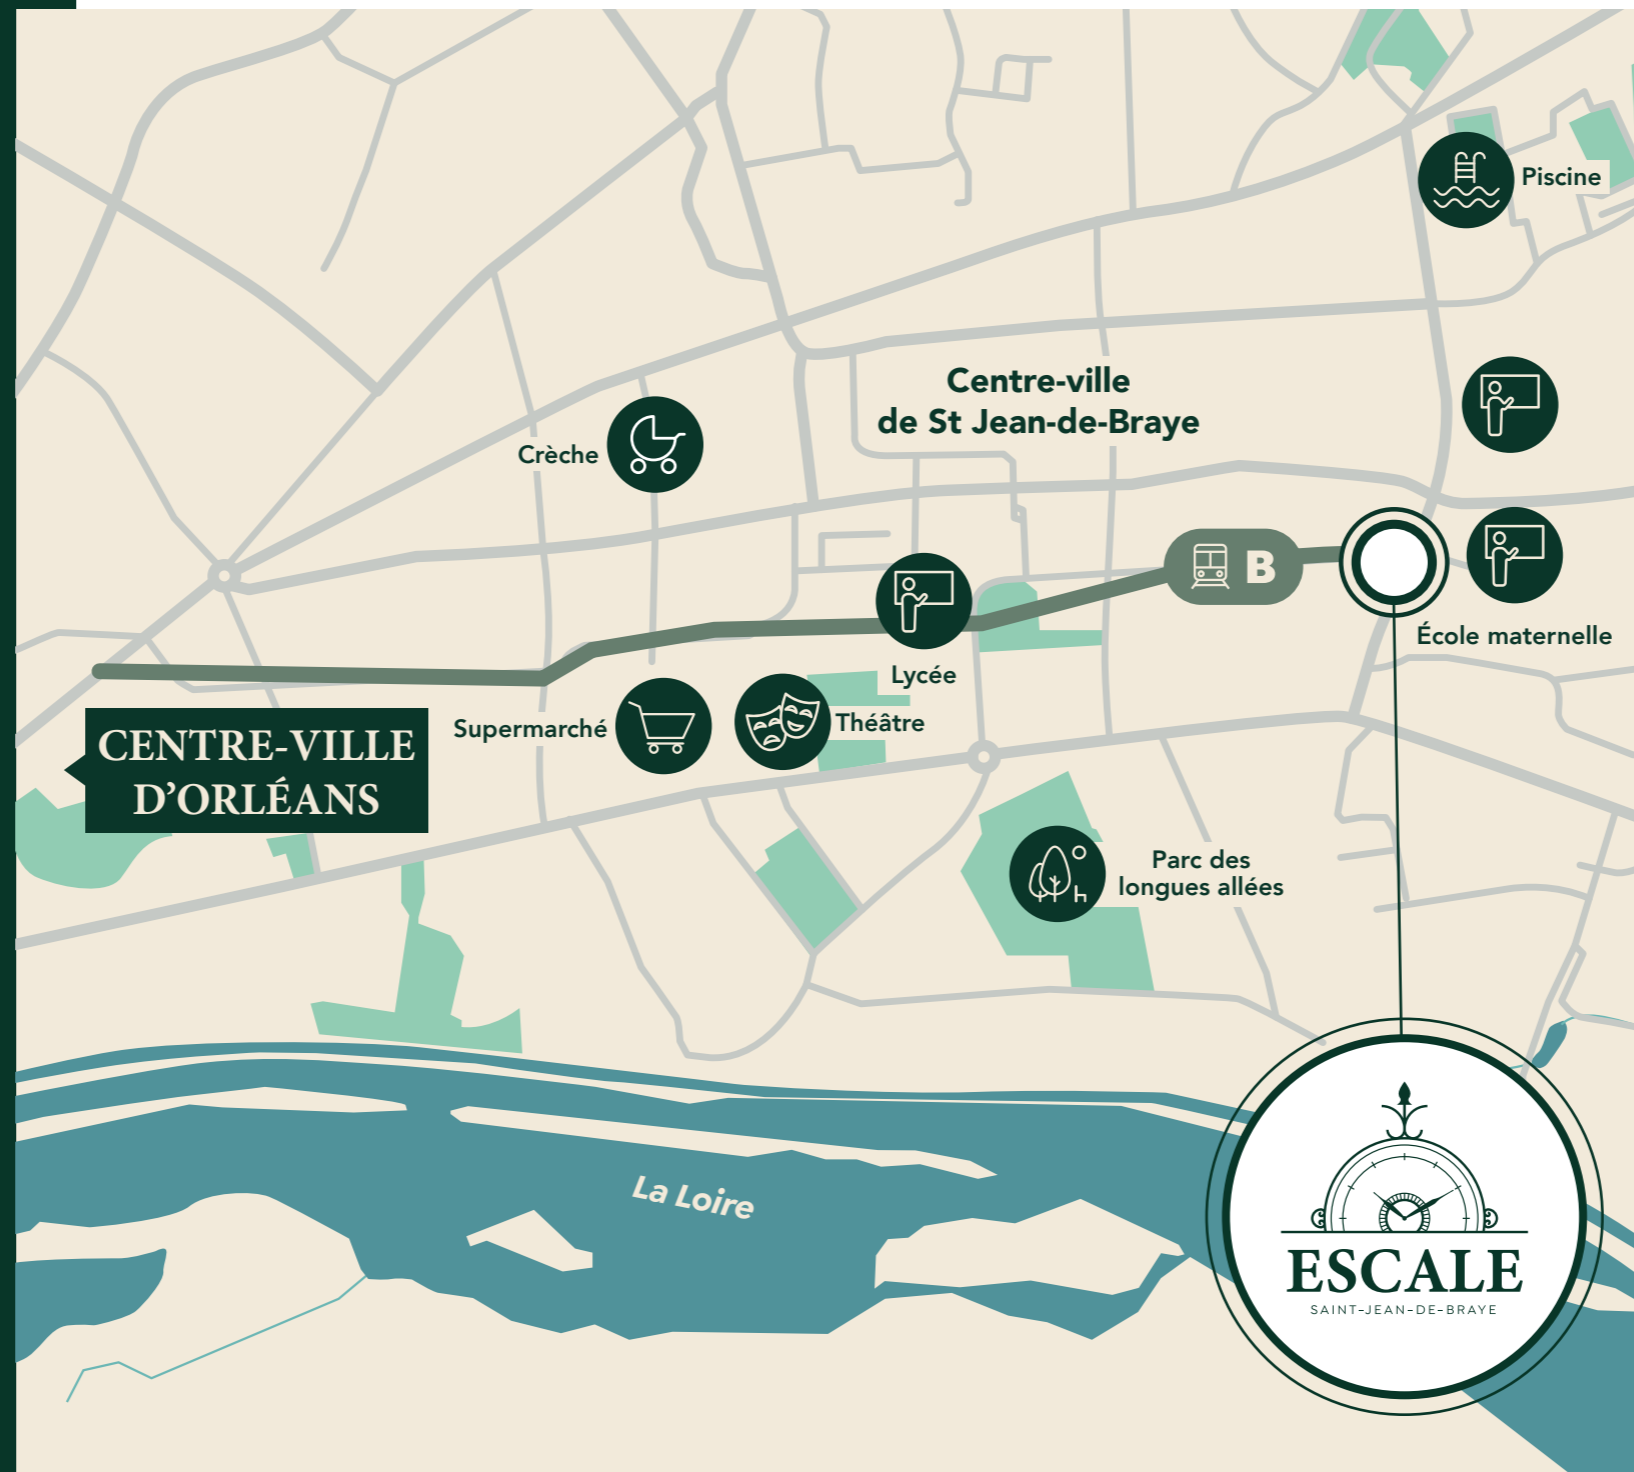 Piscine
Centre-ville
de St Jean-de-Braye
Crèche
B
École maternelle
Lycée
Supermarché
Théâtre
CENTRE-VILLE
D’ORLÉANS
Parc des
longues allées
La Loire
ESCALE
SAINT-JEAN-DE-BRAYE